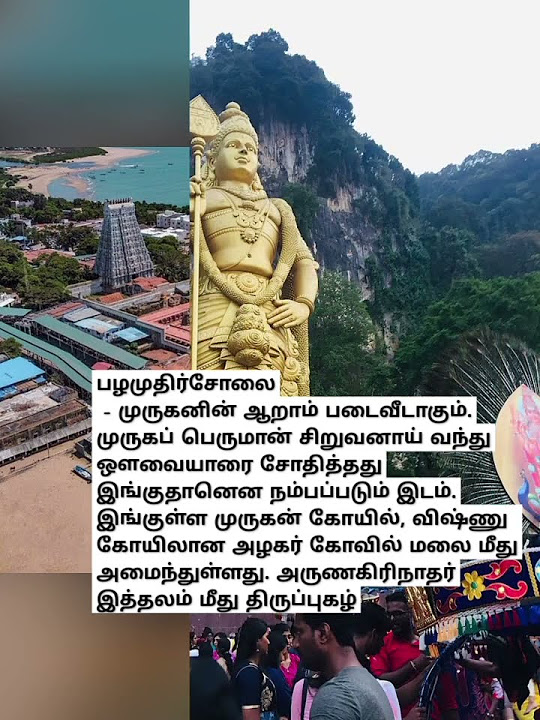 பழமுதிர்சோலை
- முருகனின் ஆறாம் படைவீடாகும்.
முருகப் பெருமான் சிறுவனாய் வந்து
ஔவையாரை சோதித்தது
இங்குதானென நம்பப்படும் இடம்.
இங்குள்ள முருகன் கோயில், விஷ்ணு
கோயிலான அழகர் கோவில் மலை மீது
அமைந்துள்ளது. அருணகிரிநாதர்
இத்தலம் மீது திருப்புகழ்